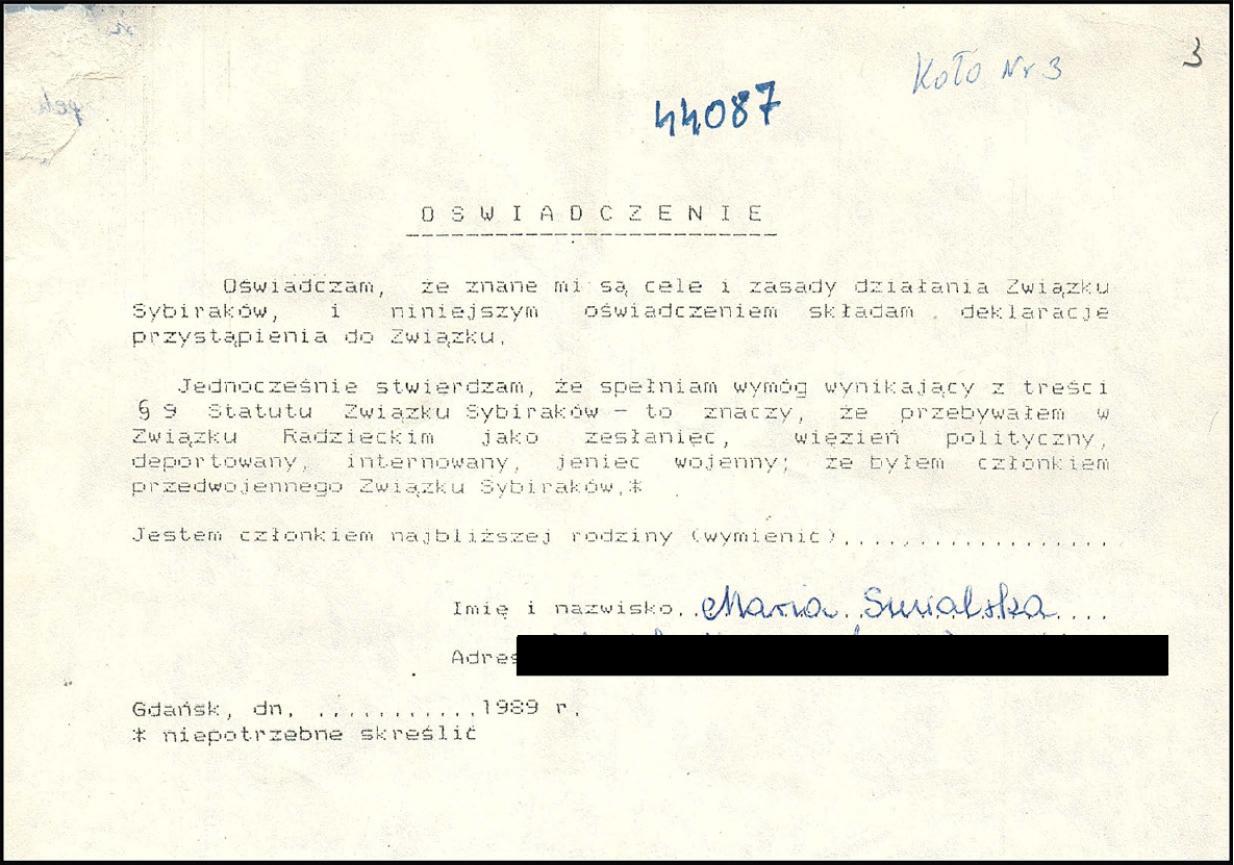 3
Koło Nr 3
44087
OŚWIADCZENIE
Oświadczam, że znane mi są cele i zasady działania Związku
Sybiraków, i niniejszym oświadczeniem składam deklaracje
przystąpienia do Związku.
Jednocześnie stwierdzam, że spełniam wymóg wynikający z treści
§ 9 Statutu Związku Sybiraków - to znaczy, że przebywałem w
Związku Radzieckim jako zesłaniec, więzień polityczny,
deportowany, internowany, jeniec wojenny; że byłem członkiem
przedwojennego Związku Sybiraków.*
Jestem członkiem najbliższej rodziny (wymienić)......................
Imię i nazwisko..Maria Suwalska....
Adres
Gdańsk, dn. ...........1989 r.
* niepotrzebne skreślić